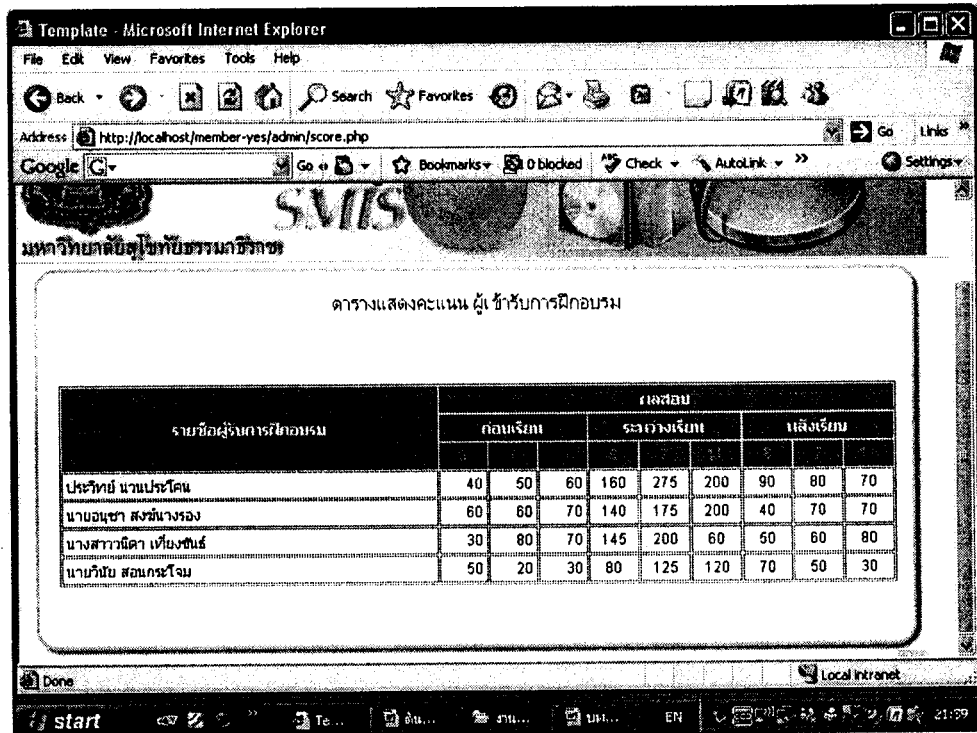 Template - Microsoft Internet Explorer
File Edit View Favorites Tools Help
Back Search Favorites
Address http://localhost/member-yes/admin/score.php Go Links »
Google G Go Bookmarks 0 blocked Check AutoLink » Settings
SMIS
มหาวิทยาลัยสุโขทัยธรรมาธิราช
ตารางแสดงคะแนน ผู้เข้ารับการฝึกอบรม
ผลสอบ
รายชื่อผู้รับการฝึกอบรม ก่อนเรียน ระหว่างเรียน หลังเรียน
ประวิทย์ นวนประโคน 40 50 60 160 275 200 90 80 70
นายอนุชา สงฆ์นางรอง 60 60 70 140 175 200 40 70 70
นางสาววนิดา เที่ยงขันธ์ 30 80 70 145 200 60 50 60 80
นายวินัย สอนกระโจม 50 20 30 80 125 120 70 50 30
Done Local intranet
start Te... ต้น... งาน... บท... EN 21:59